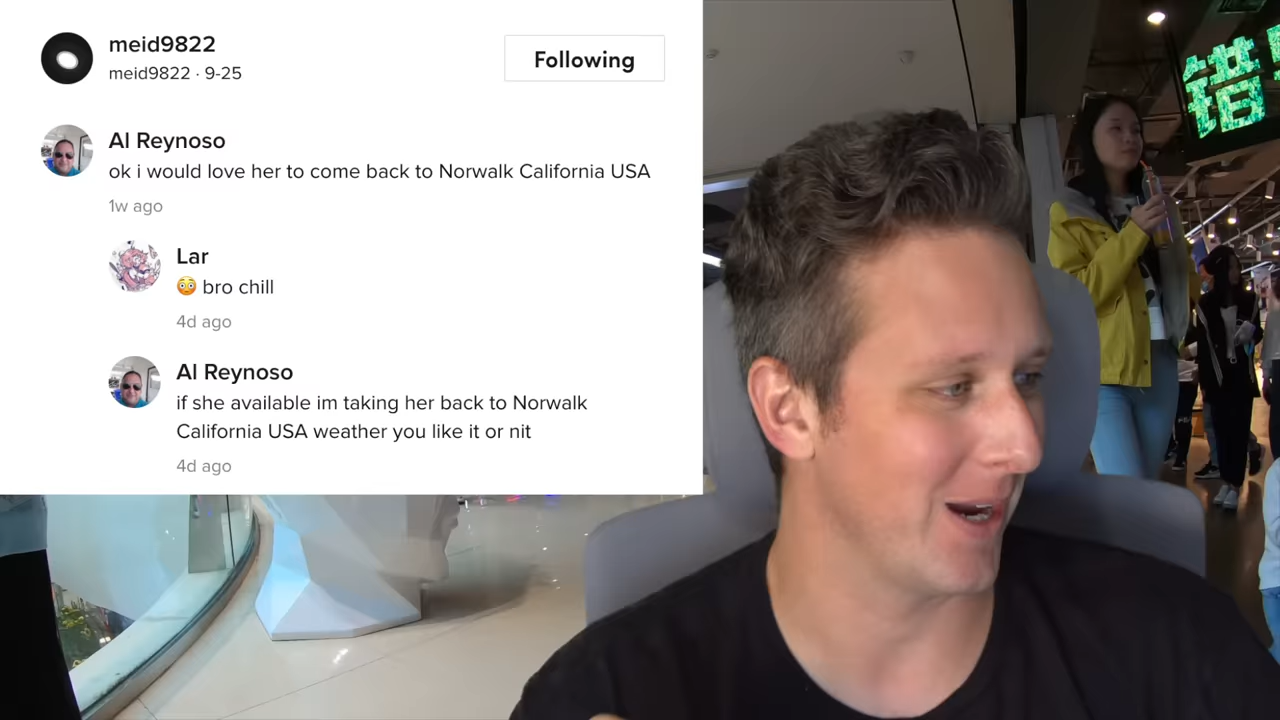 meid9822
meid9822 · 9-25
Following
Al Reynoso
ok i would love her to come back to Norwalk California USA
1w ago
Lar
😳 bro chill
4d ago
Al Reynoso
if she available im taking her back to Norwalk
California USA weather you like it or nit
4d ago
错